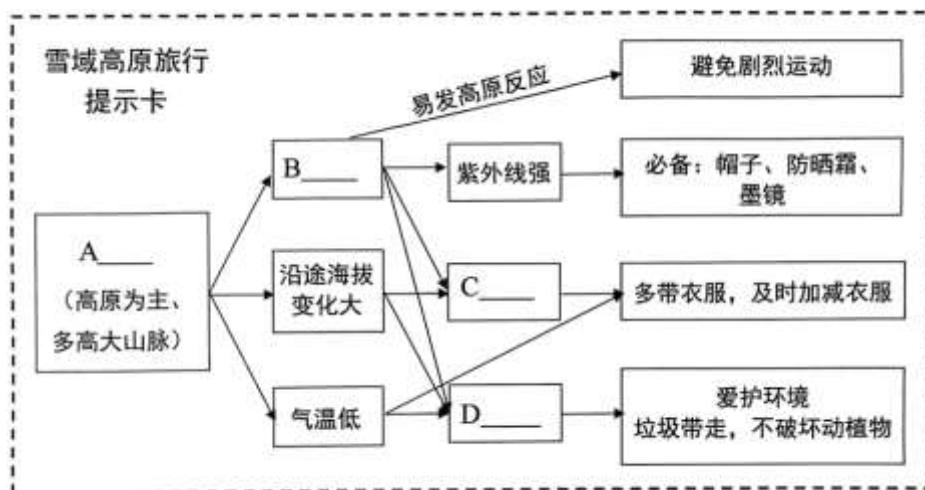 雪域高原旅行
提示卡
易发高原反应
避免剧烈运动
B____
紫外线强
必备：帽子、防晒霜、
墨镜
A____
（高原为主、
多高大山脉）
沿途海拔
变化大
C____
多带衣服，及时加减衣服
气温低
D____
爱护环境
垃圾带走，不破坏动植物